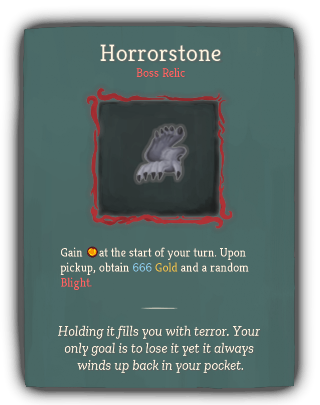 Horrorstone
Boss Relic
Gain at the start of your turn. Upon
pickup, obtain 666 Gold and a random
Blight.
Holding it fills you with terror. Your
only goal is to lose it yet it always
winds up back in your pocket.